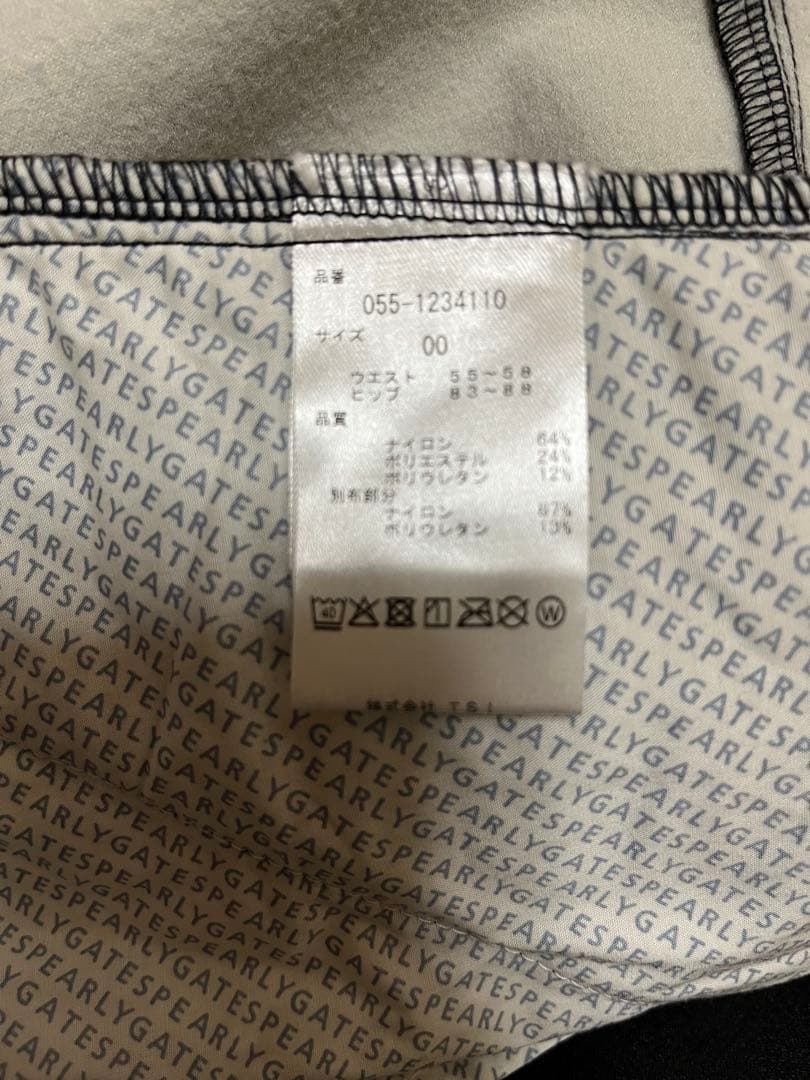 品番
055-1234110
サイズ
00
ウエスト 55~58
ヒップ 83~88
品質
ナイロン 64%
ポリエステル 24%
ポリウレタン 12%
別布部分
ナイロン 87%
ポリウレタン 13%
40
W
株式会社 TSI
PEARLYGATESPEARLYGATESPEARLYGATES